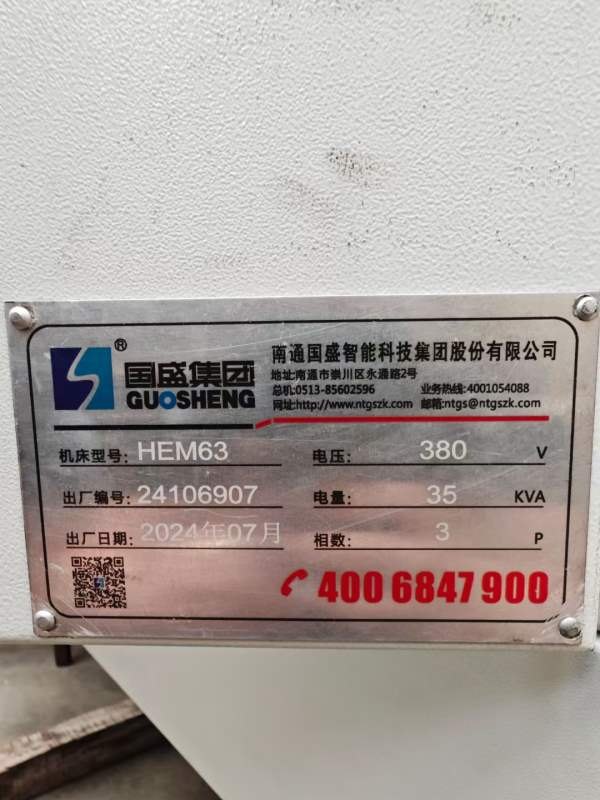 国盛集团®
GUOSHENG
南通国盛智能科技集团股份有限公司
地址:南通市崇川区永通路2号
总机:0513-85602596 业务热线:4001054088
网址:http://www.ntgszk.com 邮箱:ntgs@ntgszk.com
机床型号: HEM63 电压: 380 V
出厂编号: 24106907 电量: 35 KVA
出厂日期: 2024年07月 相数: 3 P
400 6847 900